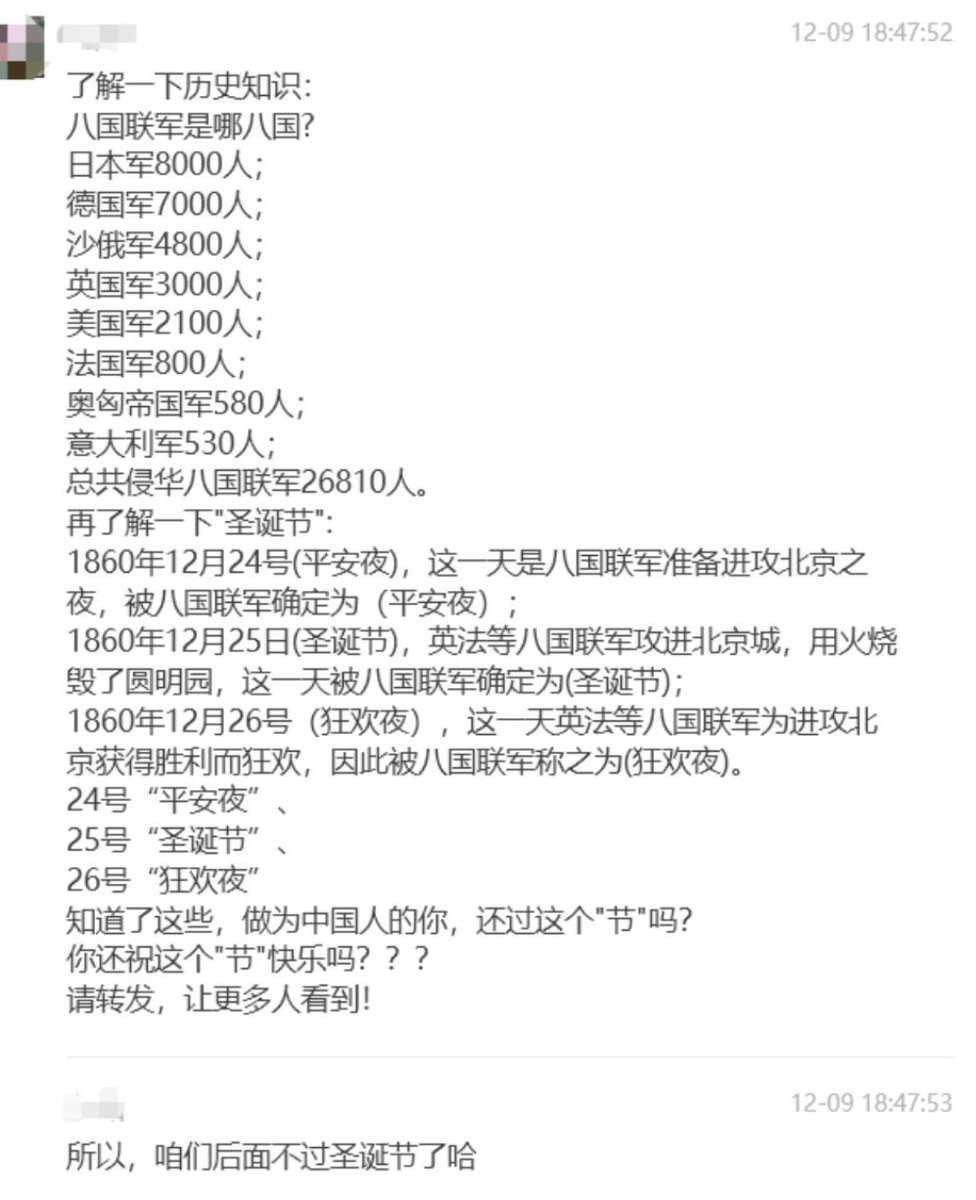 12-09 18:47:52
了解一下历史知识：
八国联军是哪八国?
日本军8000人；
德国军7000人；
沙俄军4800人；
英国军3000人；
美国军2100人；
法国军800人；
奥匈帝国军580人；
意大利军530人；
总共侵华八国联军26810人。
再了解一下"圣诞节"：
1860年12月24号(平安夜)，这一天是八国联军准备进攻北京之
夜，被八国联军确定为（平安夜）；
1860年12月25日(圣诞节)，英法等八国联军攻进北京城，用火烧
毁了圆明园，这一天被八国联军确定为(圣诞节)；
1860年12月26号（狂欢夜），这一天英法等八国联军为进攻北
京获得胜利而狂欢，因此被八国联军称之为(狂欢夜)。
24号“平安夜”、
25号“圣诞节”、
26号“狂欢夜”
知道了这些，做为中国人的你，还过这个"节"吗?
你还祝这个"节"快乐吗？？？
请转发，让更多人看到!
12-09 18:47:53
所以，咱们后面不过圣诞节了哈